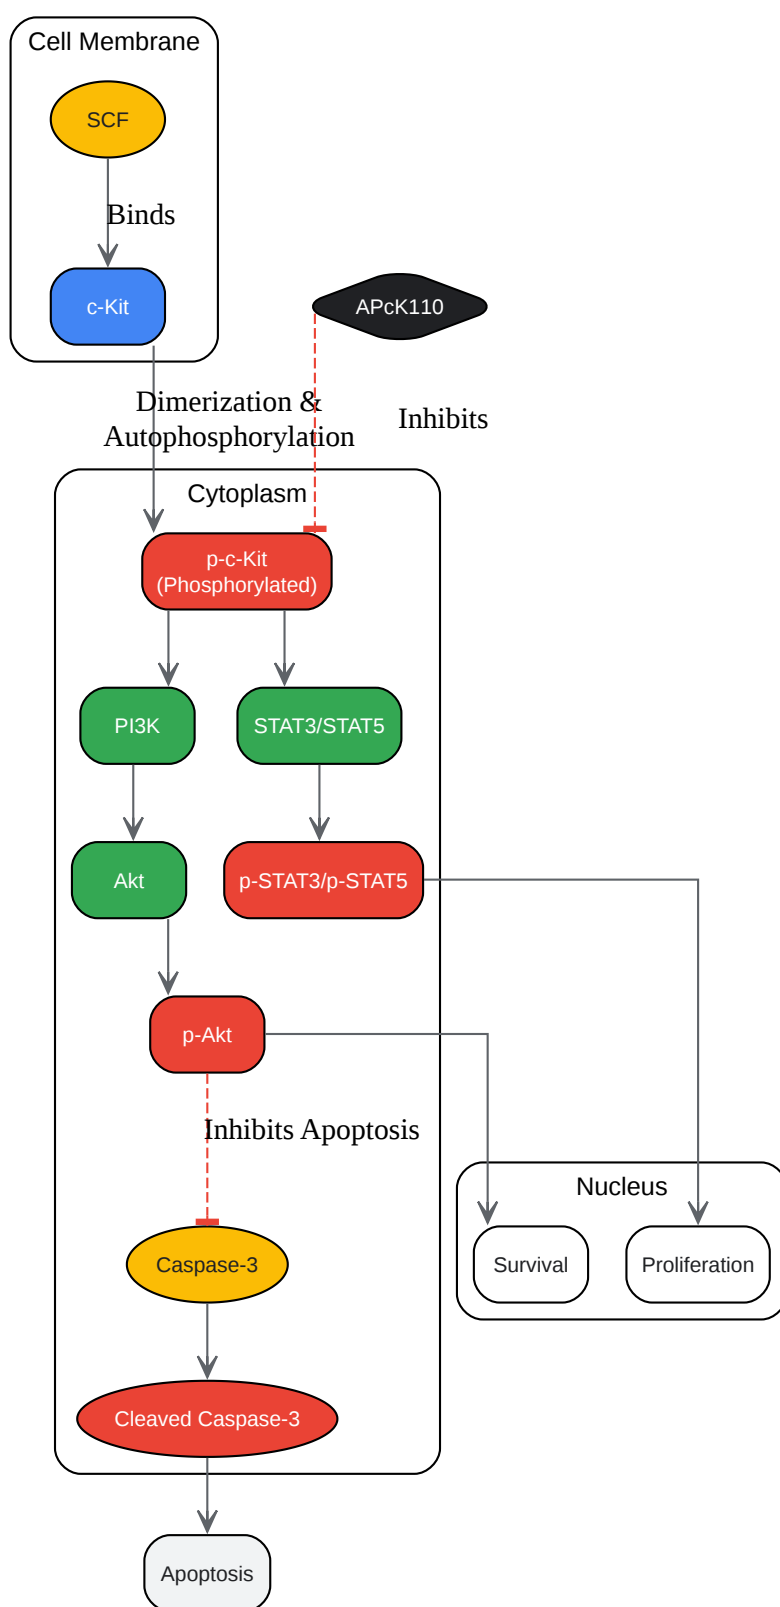 Cell Membrane
SCF
Binds
c-Kit
APcK110
Dimerization &
Autophosphorylation
Inhibits
Cytoplasm
p-c-Kit
(Phosphorylated)
PI3K
STAT3/STAT5
Akt
p-STAT3/p-STAT5
p-Akt
Inhibits Apoptosis
Nucleus
Caspase-3
Survival
Proliferation
Cleaved Caspase-3
Apoptosis